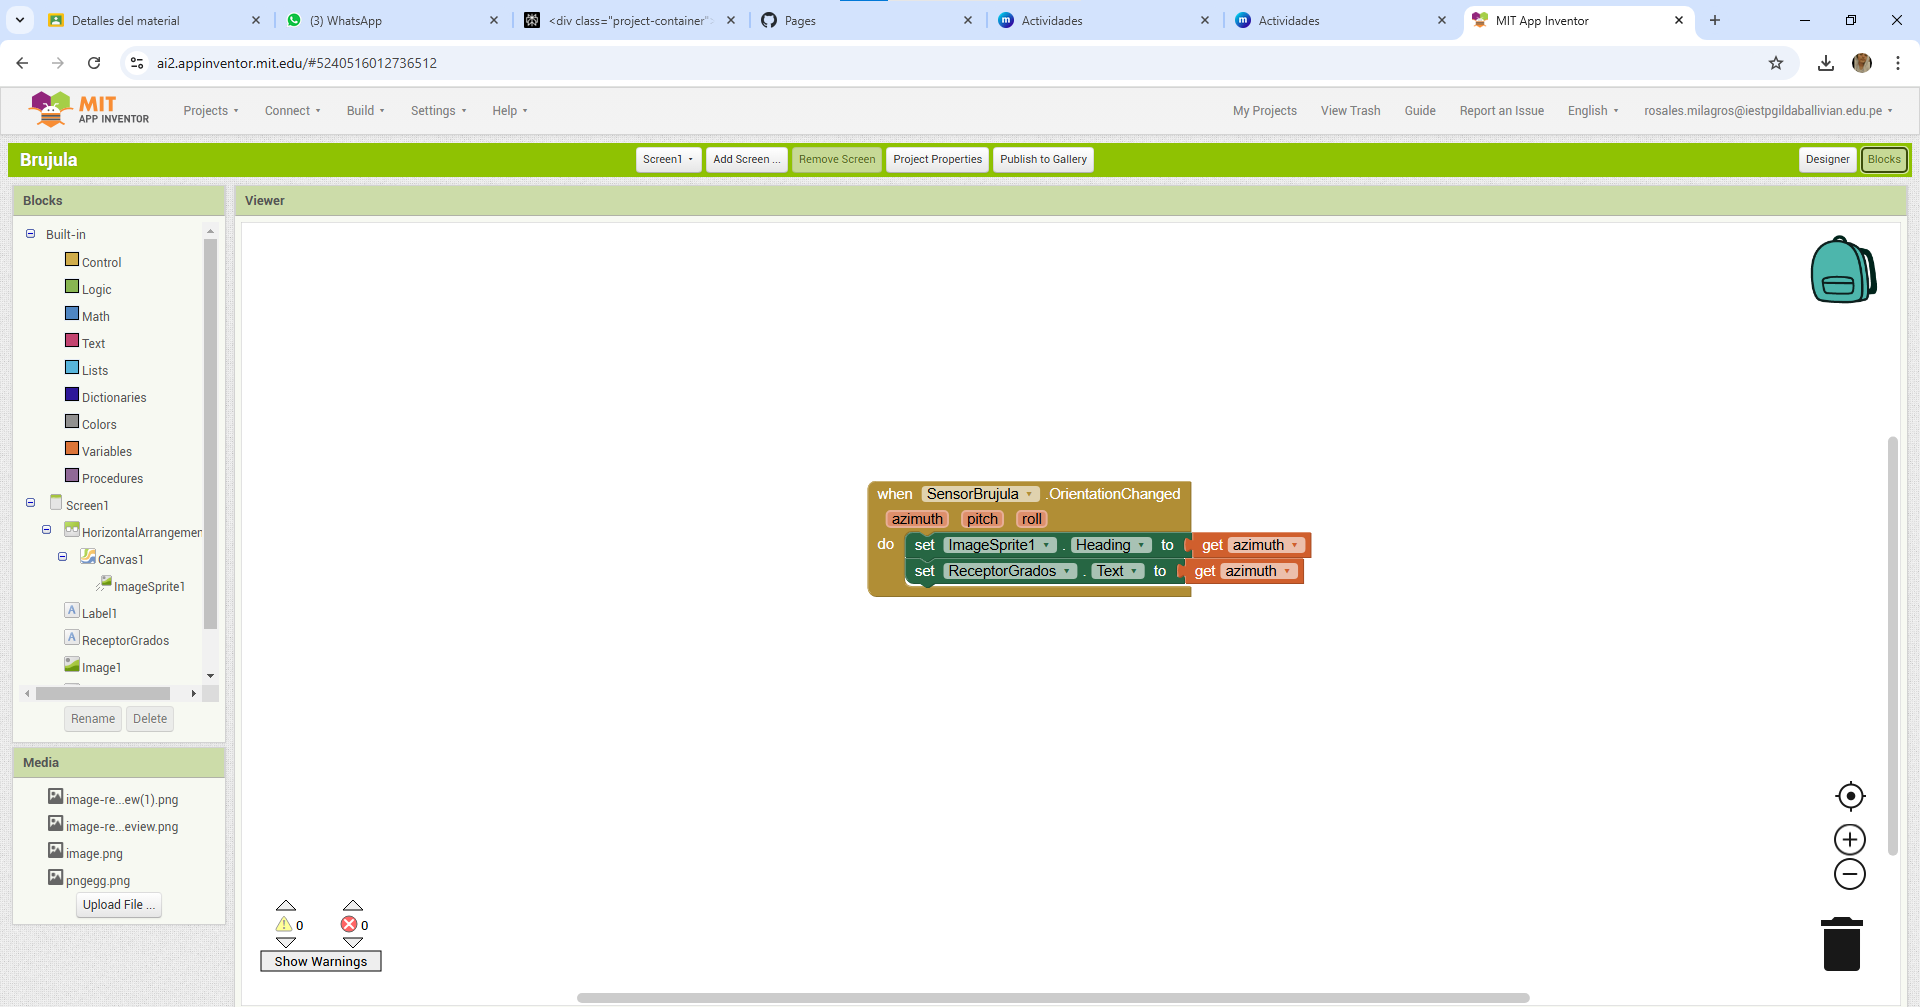 Detalles del material
(3) WhatsApp
<div class="project-container"
Pages
Actividades
Actividades
MIT App Inventor
ai2.appinventor.mit.edu/#5240516012736512
MIT
APP INVENTOR
Projects
Connect
Build
Settings
Help
My Projects
View Trash
Guide
Report an Issue
English
rosales.milagros@iestpgildaballivian.edu.pe
Brujula
Screen1
Add Screen ...
Remove Screen
Project Properties
Publish to Gallery
Designer
Blocks
Blocks
Viewer
Built-in
Control
Logic
Math
Text
Lists
Dictionaries
Colors
Variables
Procedures
Screen1
HorizontalArrangemer
Canvas1
ImageSprite1
Label1
ReceptorGrados
Image1
Rename
Delete
Media
image-re...ew(1).png
image-re...eview.png
image.png
pngegg.png
Upload File ...
when SensorBrujula .OrientationChanged
azimuth pitch roll
do set ImageSprite1 . Heading to get azimuth
set ReceptorGrados . Text to get azimuth
0
0
Show Warnings